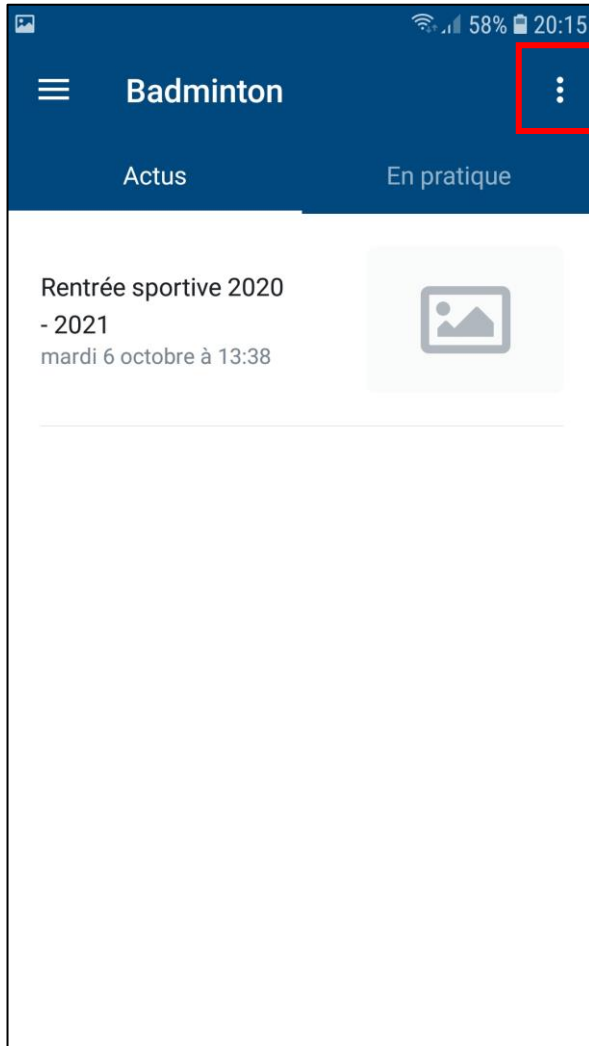 58% 20:15
Badminton
Actus En pratique
Rentrée sportive 2020
- 2021
mardi 6 octobre à 13:38